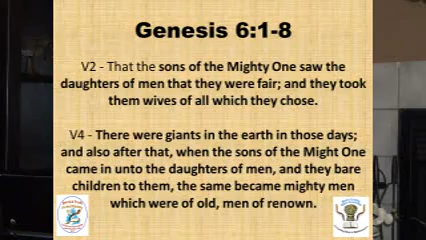 Genesis 6:1-8
V2 - That the sons of the Mighty One saw the
daughters of men that they were fair; and they took
them wives of all which they chose.
V4 - There were giants in the earth in those days;
and also after that, when the sons of the Might One
came in unto the daughters of men, and they bare
children to them, the same became mighty men
which were of old, men of renown.